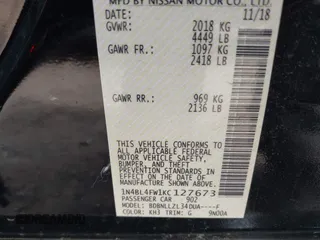 MFD BY NISSAN MOTOR CO., LTD.
DATE: 11/18
GVWR: 2018 KG
4449 LB
GAWR FR.: 1097 KG
2418 LB
GAWR RR.: 969 KG
2136 LB
THIS VEHICLE CONFORMS TO ALL
APPLICABLE FEDERAL
MOTOR VEHICLE SAFETY,
BUMPER, AND THEFT
PREVENTION STANDARDS IN
EFFECT ON THE DATE OF
MANUFACTURE SHOWN ABOVE.
1N4BL4FW1KC127673
PASSENGER CAR 902
MODEL: BDBNLLZL34DUA----F
COLOR: KH3 TRIM: G 9N00A